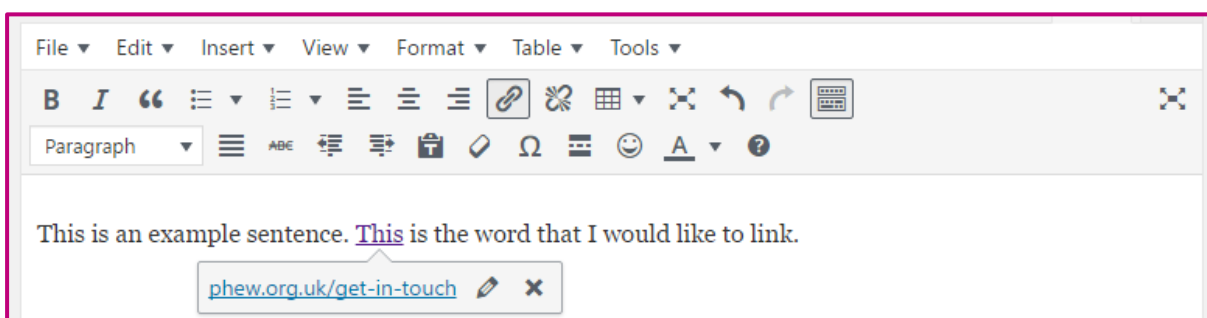 File Edit Insert View Format Table Tools
B I
Paragraph ABC Ω A
This is an example sentence. This is the word that I would like to link.
phew.org.uk/get-in-touch